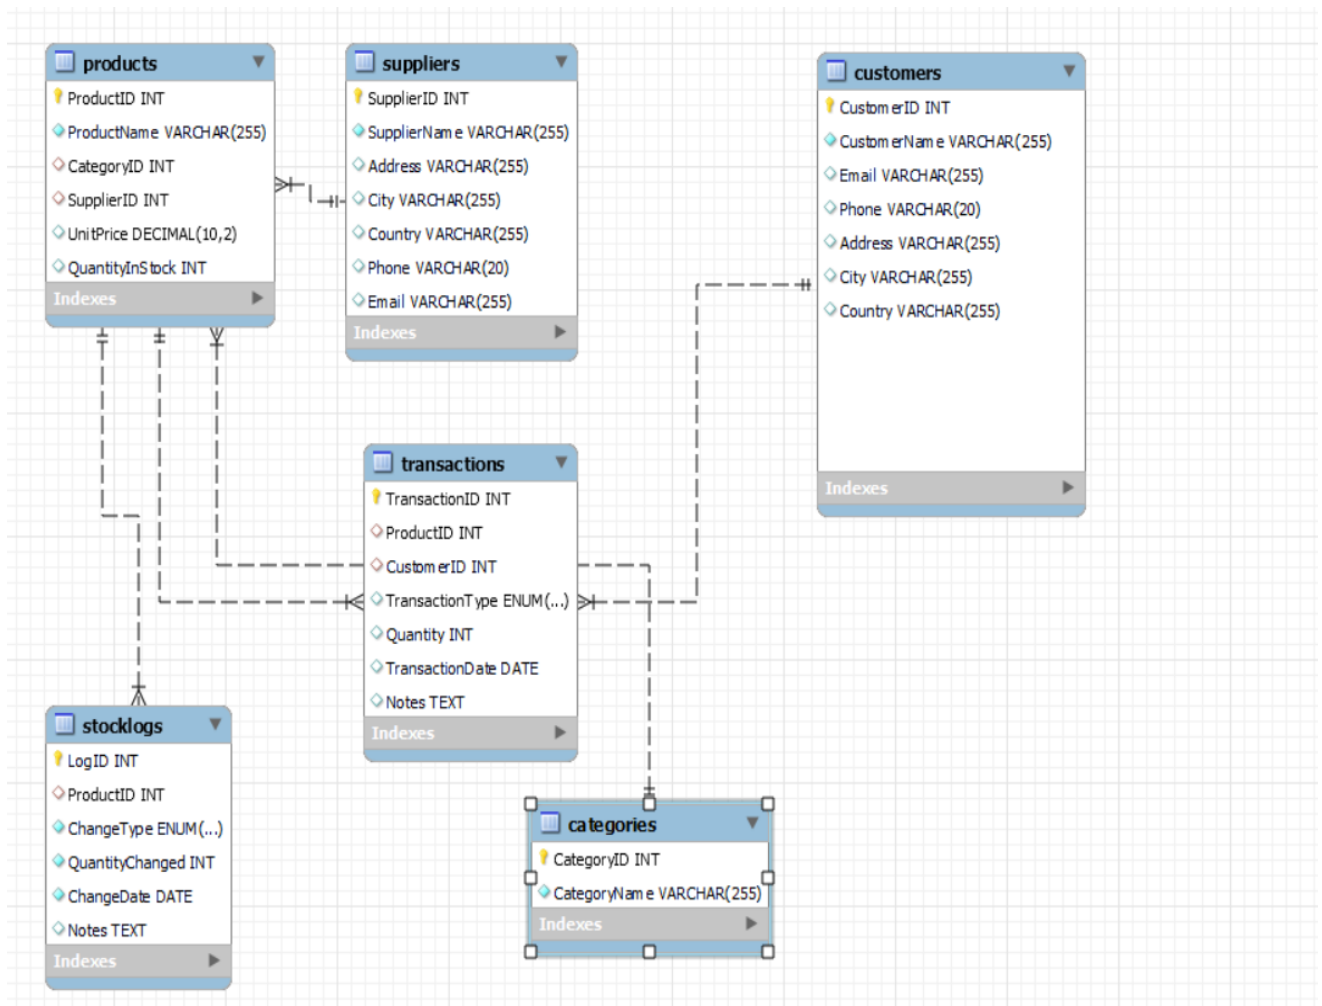 products
ProductID INT
ProductName VARCHAR(255)
CategoryID INT
SupplierID INT
UnitPrice DECIMAL(10,2)
QuantityInStock INT
Indexes
suppliers
SupplierID INT
SupplierName VARCHAR(255)
Address VARCHAR(255)
City VARCHAR(255)
Country VARCHAR(255)
Phone VARCHAR(20)
Email VARCHAR(255)
Indexes
customers
CustomerID INT
CustomerName VARCHAR(255)
Email VARCHAR(255)
Phone VARCHAR(20)
Address VARCHAR(255)
City VARCHAR(255)
Country VARCHAR(255)
Indexes
transactions
TransactionID INT
ProductID INT
CustomerID INT
TransactionType ENUM(...)
Quantity INT
TransactionDate DATE
Notes TEXT
Indexes
stocklogs
LogID INT
ProductID INT
ChangeType ENUM(...)
QuantityChanged INT
ChangeDate DATE
Notes TEXT
Indexes
categories
CategoryID INT
CategoryName VARCHAR(255)
Indexes